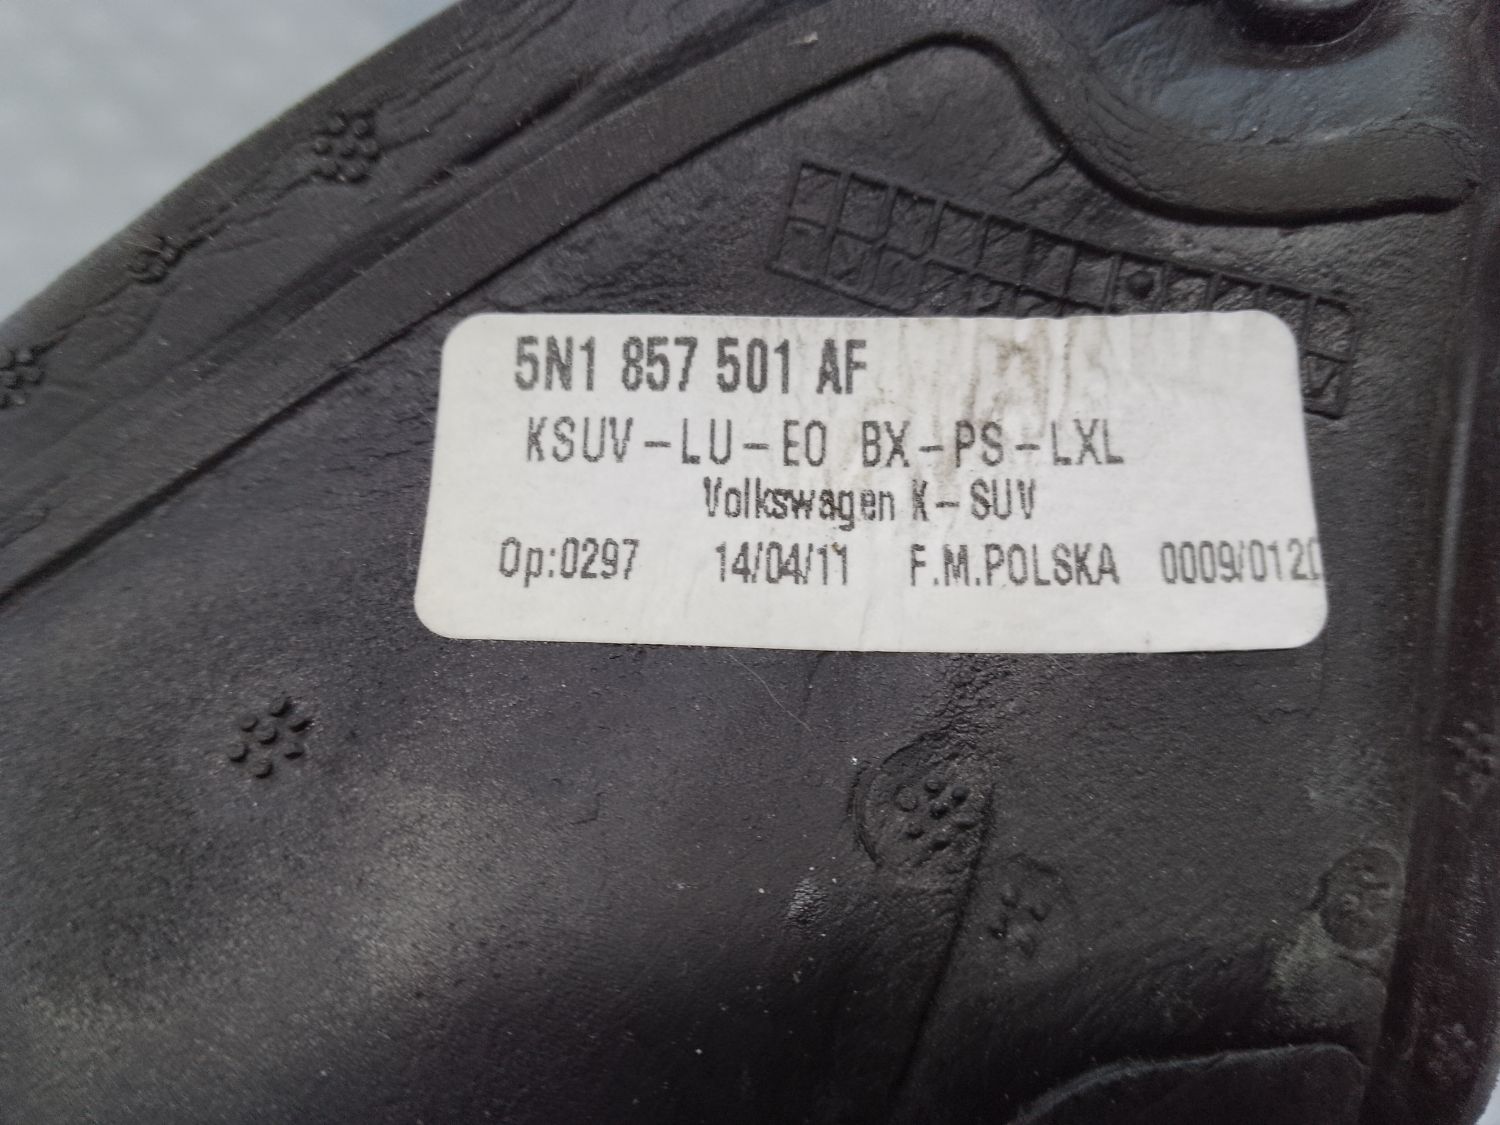 5N1 857 501 AF
KSUV-LU-EO BX-PS-LXL
Volkswagen K-SUV
Op:0297 14/04/11 F.M.POLSKA 0009/0120